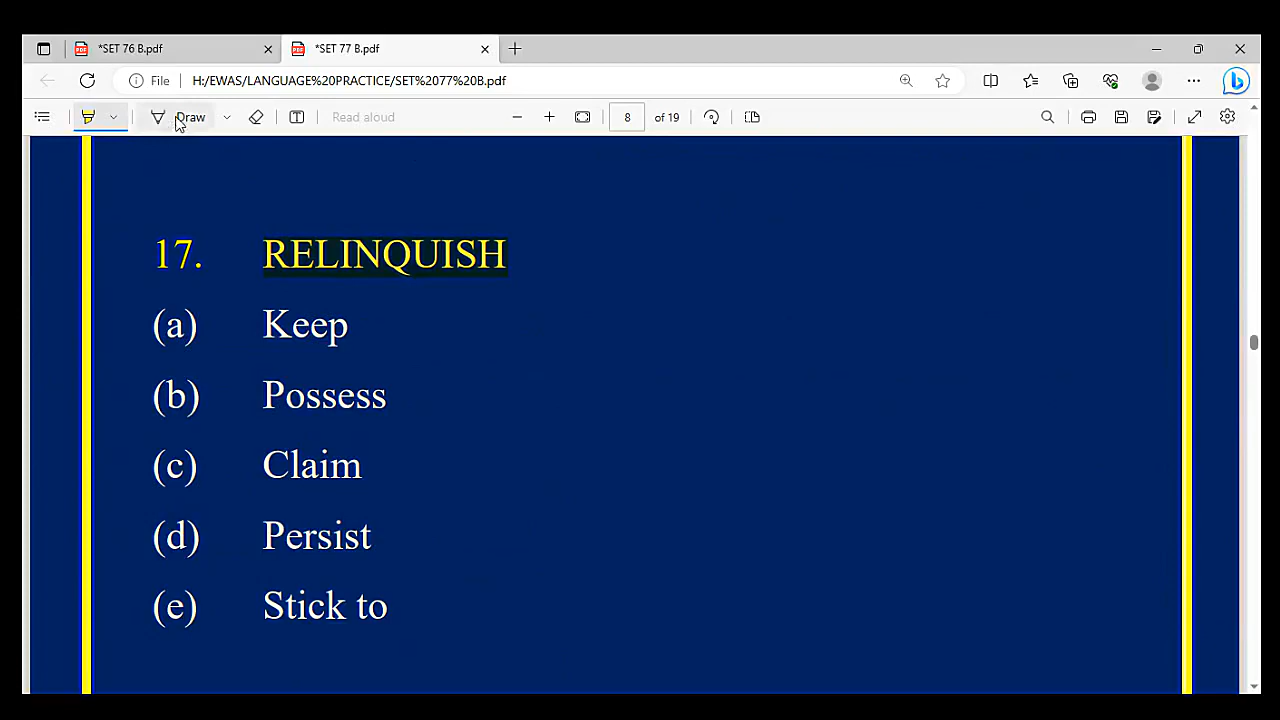 *SET 76 B.pdf
*SET 77 B.pdf
File H:/EWAS/LANGUAGE%20PRACTICE/SET%2077%20B.pdf
Draw Read aloud 8 of 19
17. RELINQUISH
(a) Keep
(b) Possess
(c) Claim
(d) Persist
(e) Stick to